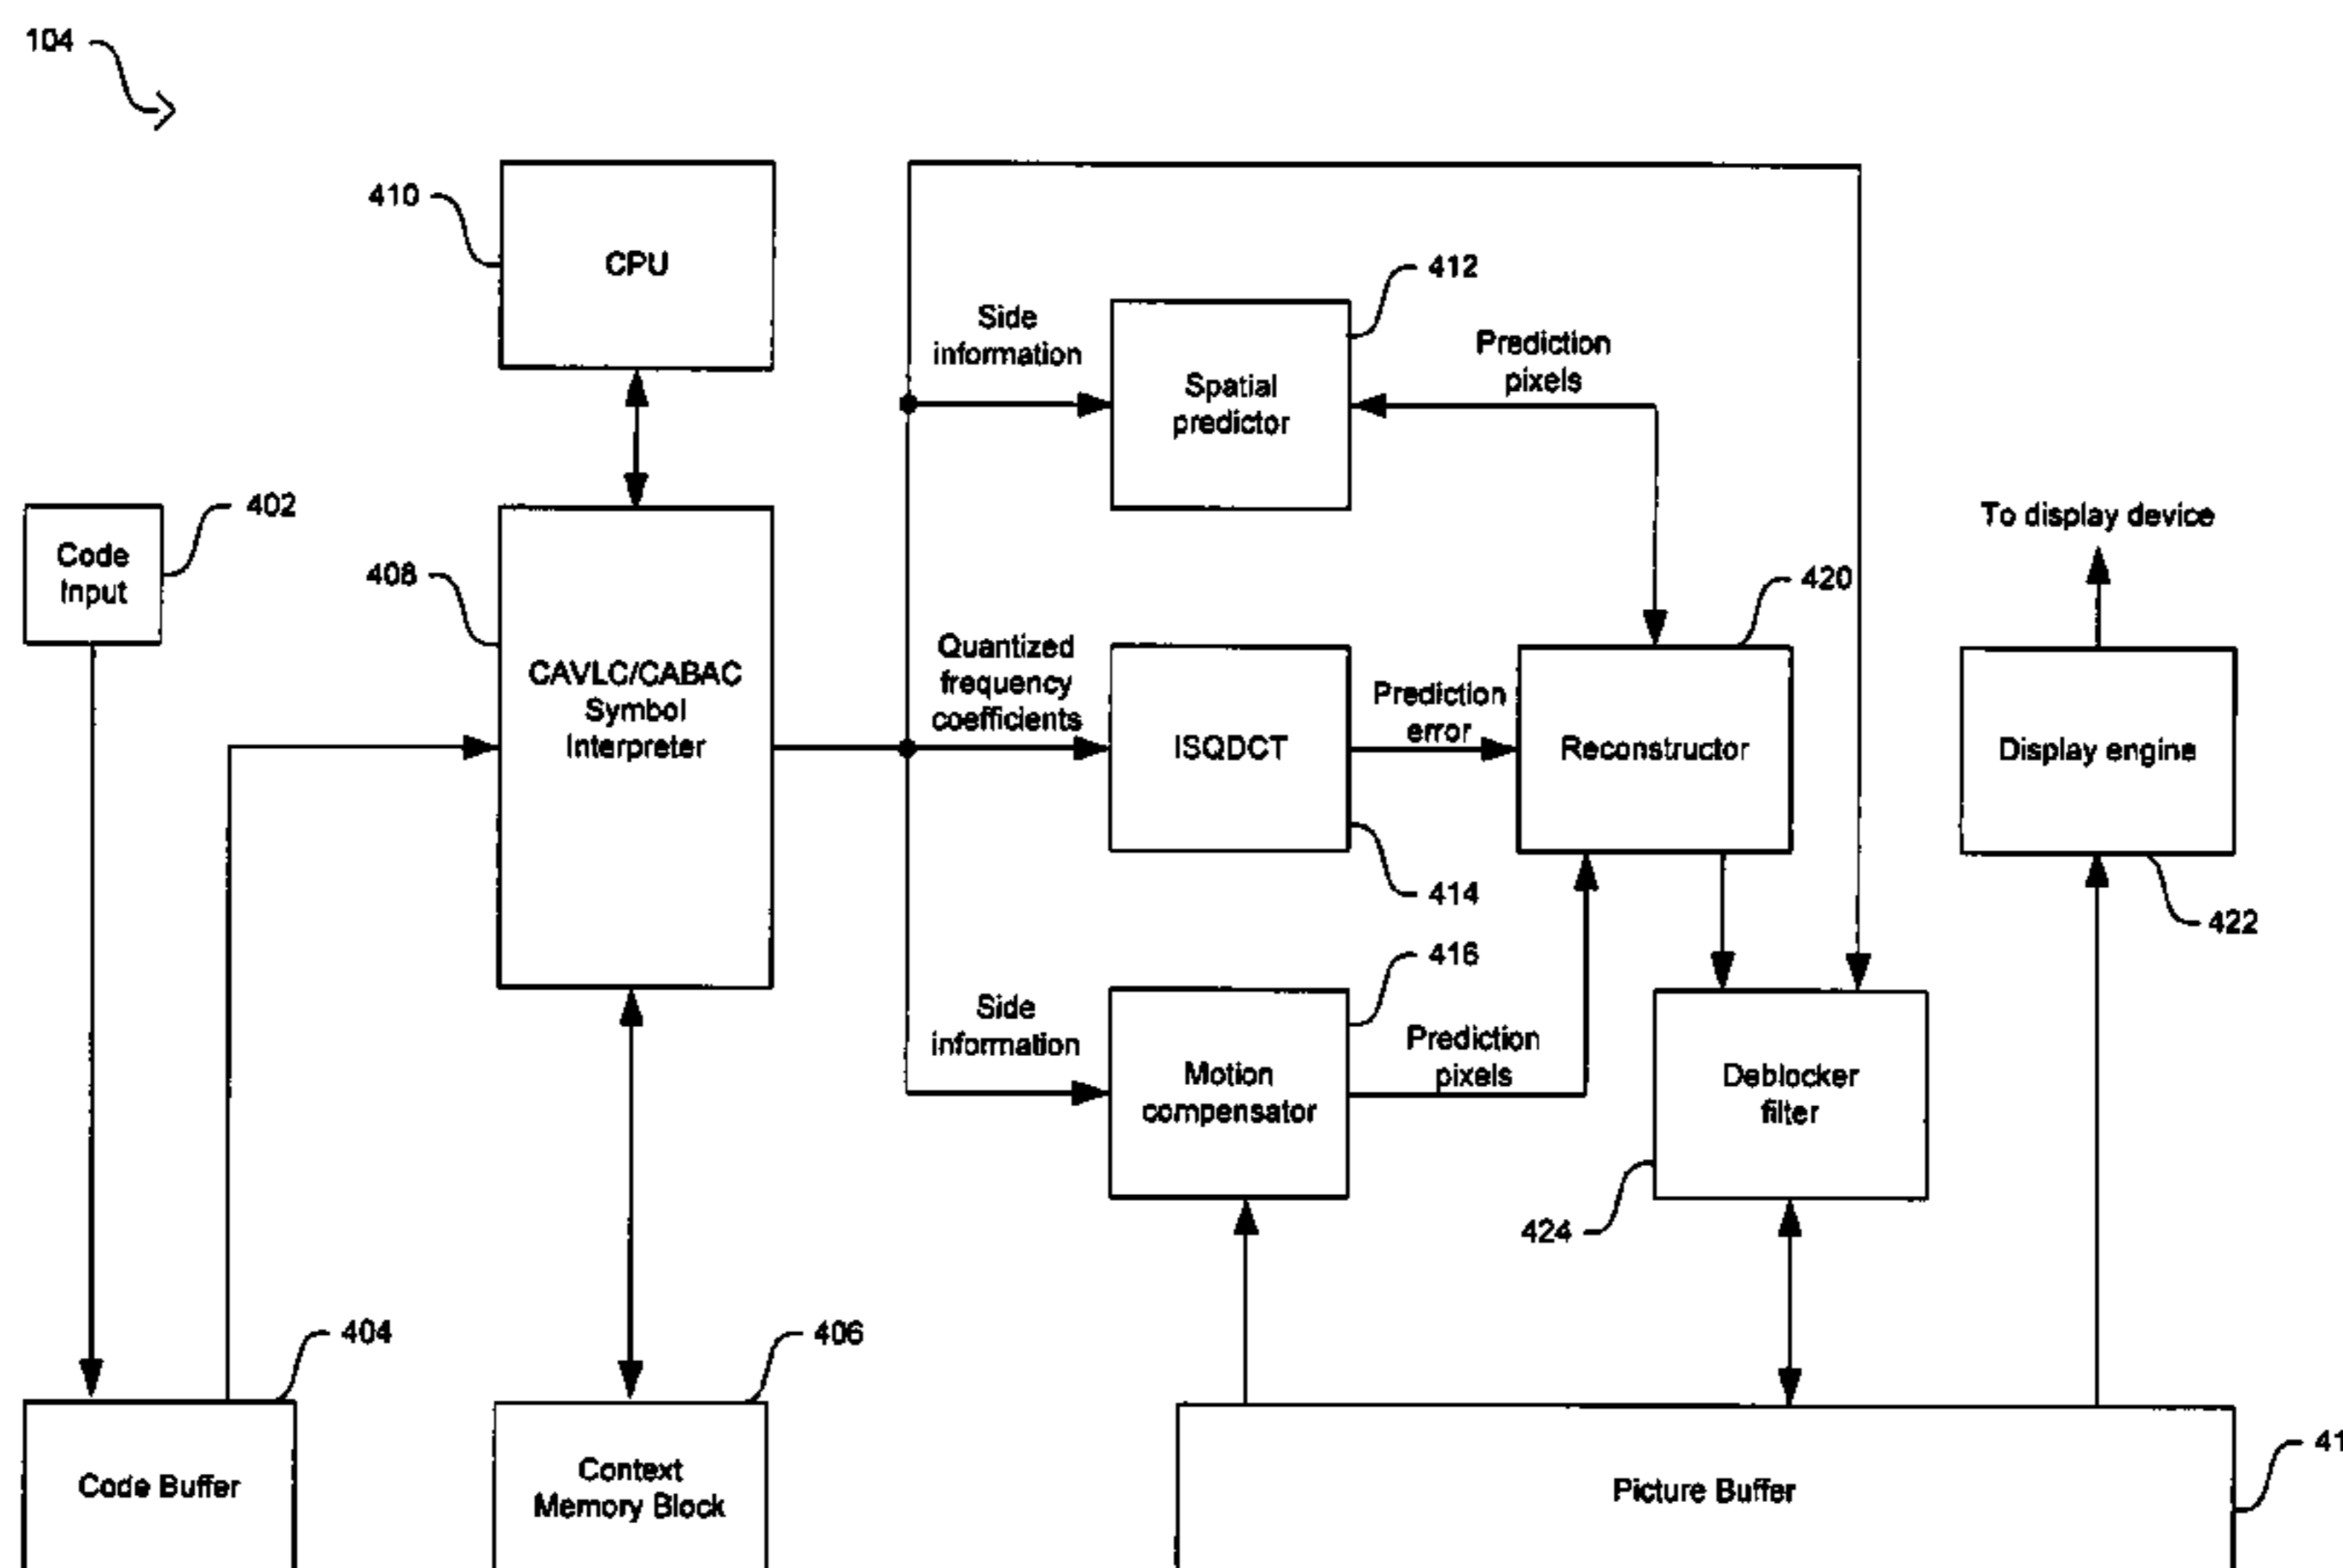 104
410
CPU
412
Side
information
Spatial
predictor
Prediction
pixels
402
Code
Input
408
CAVLC/CABAC
Symbol
Interpreter
Quantized
frequency
coefficients
ISQDCT
414
Prediction
error
420
Reconstructor
To display device
Display engine
422
Side
information
416
Motion
compensator
Prediction
pixels
Deblocker
filter
424
404
Code Buffer
406
Context
Memory Block
Picture Buffer